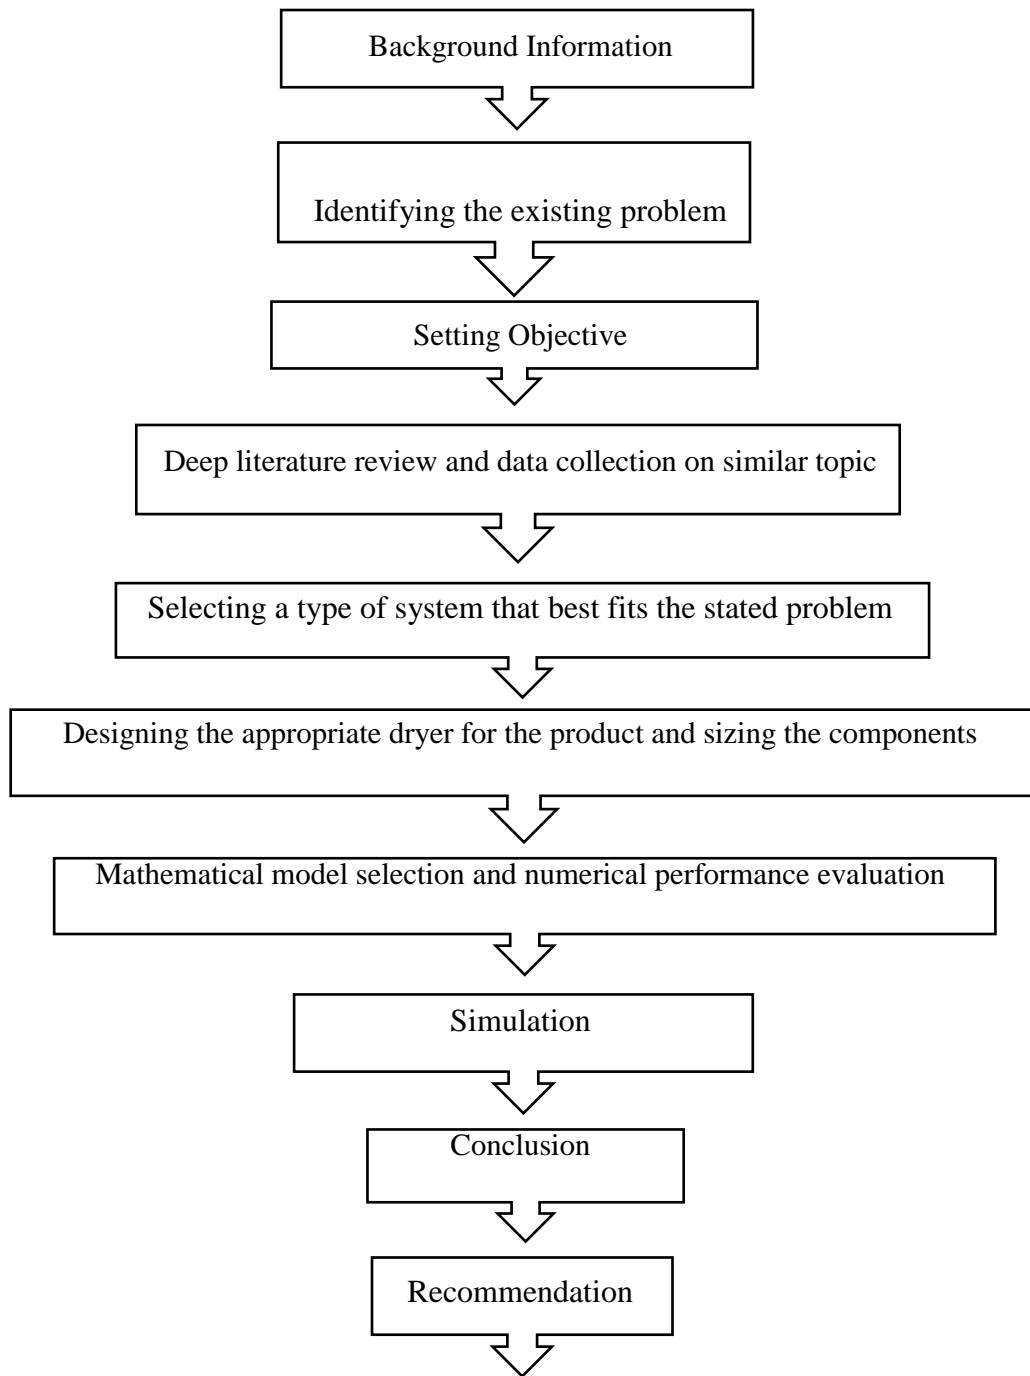 Background Information
Identifying the existing problem
Setting Objective
Deep literature review and data collection on similar topic
Selecting a type of system that best fits the stated problem
Designing the appropriate dryer for the product and sizing the components
Mathematical model selection and numerical performance evaluation
Simulation
Conclusion
Recommendation